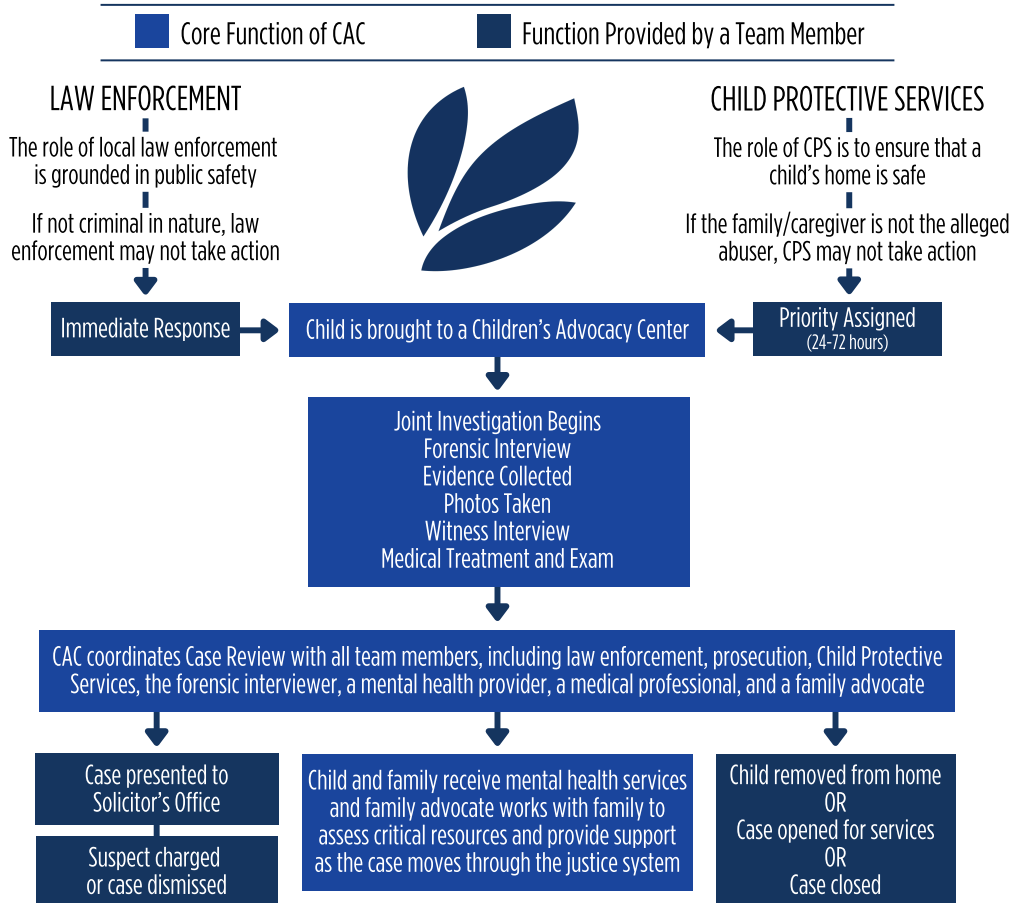 Core Function of CAC
Function Provided by a Team Member
LAW ENFORCEMENT
The role of local law enforcement
is grounded in public safety
If not criminal in nature, law
enforcement may not take action
Immediate Response
CHILD PROTECTIVE SERVICES
The role of CPS is to ensure that a
child's home is safe
If the family/caregiver is not the alleged
abuser, CPS may not take action
Priority Assigned
(24-72 hours)
Child is brought to a Children's Advocacy Center
Joint Investigation Begins
Forensic Interview
Evidence Collected
Photos Taken
Witness Interview
Medical Treatment and Exam
CAC coordinates Case Review with all team members, including law enforcement, prosecution, Child Protective
Services, the forensic interviewer, a mental health provider, a medical professional, and a family advocate
Case presented to
Solicitor's Office
Suspect charged
or case dismissed
Child and family receive mental health services
and family advocate works with family to
assess critical resources and provide support
as the case moves through the justice system
Child removed from home
OR
Case opened for services
OR
Case closed